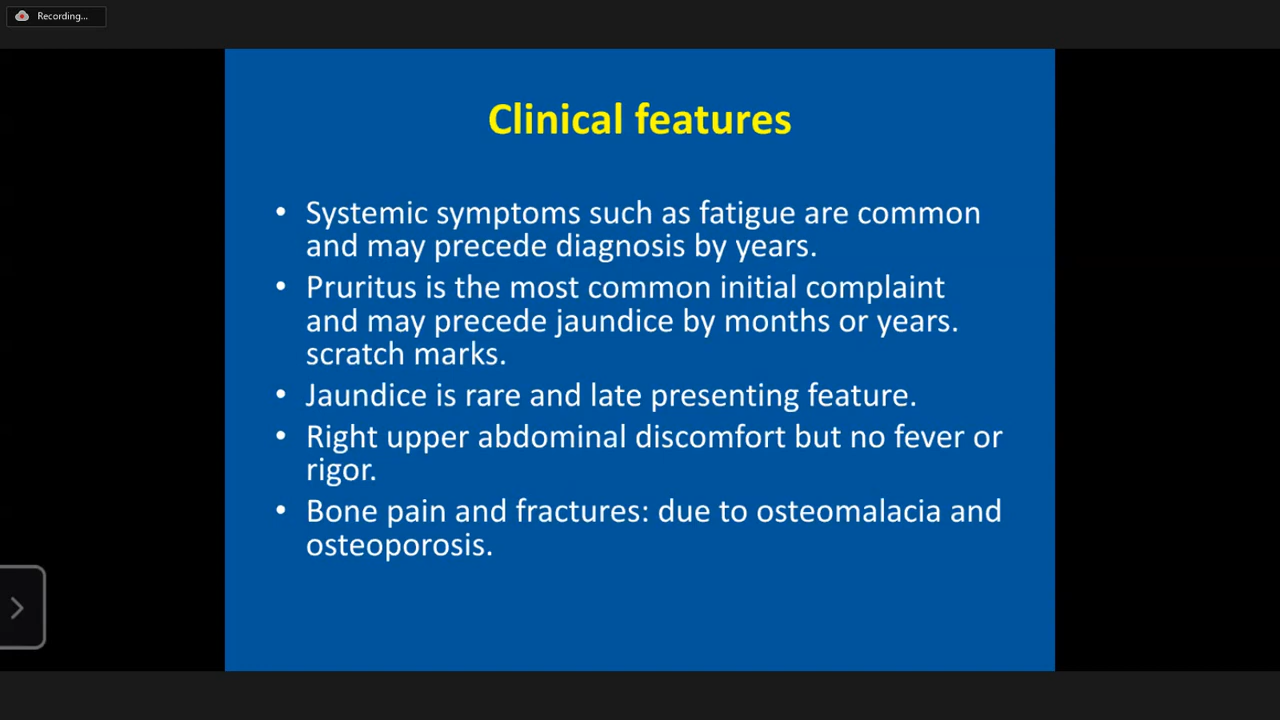 Recording...
Clinical features
• Systemic symptoms such as fatigue are common
and may precede diagnosis by years.
• Pruritus is the most common initial complaint
and may precede jaundice by months or years.
scratch marks.
• Jaundice is rare and late presenting feature.
• Right upper abdominal discomfort but no fever or
rigor.
• Bone pain and fractures: due to osteomalacia and
osteoporosis.